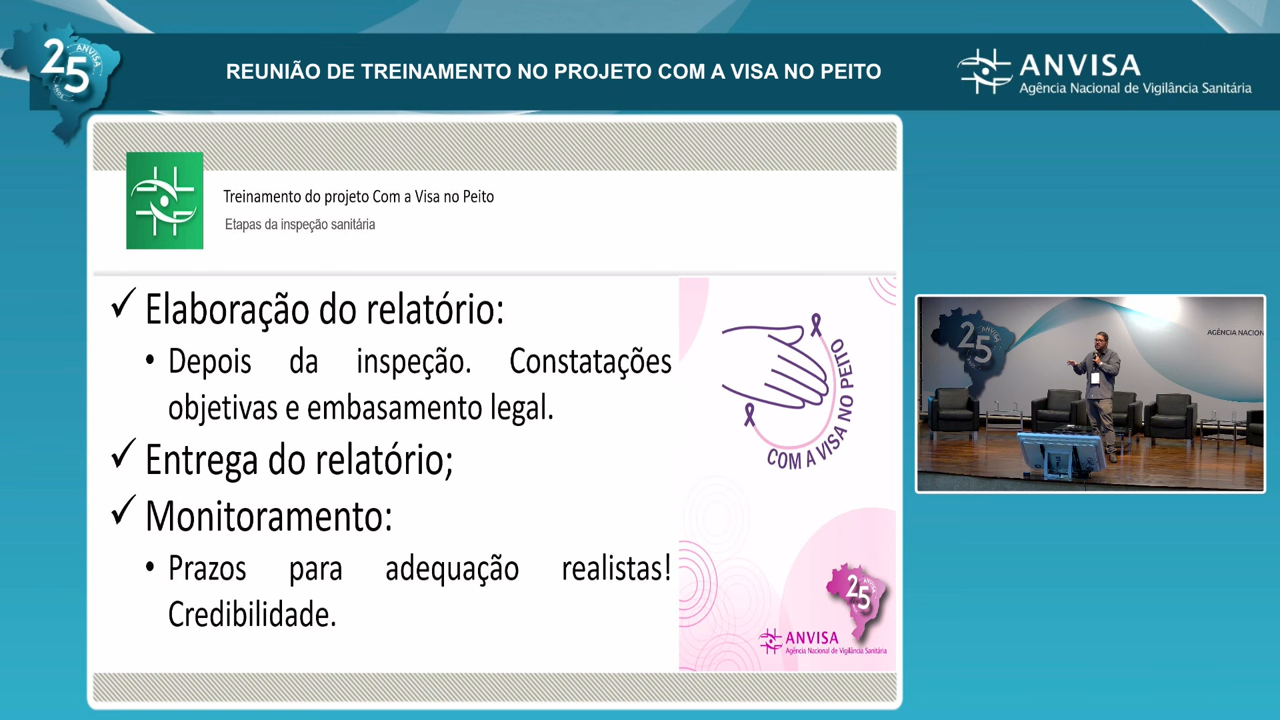 25
ANVISA
ANOS
REUNIÃO DE TREINAMENTO NO PROJETO COM A VISA NO PEITO
ANVISA
Agência Nacional de Vigilância Sanitária
Treinamento do projeto Com a Visa no Peito
Etapas da inspeção sanitária
✓ Elaboração do relatório:
• Depois da inspeção. Constatações
objetivas e embasamento legal.
✓ Entrega do relatório;
✓ Monitoramento:
• Prazos para adequação realistas!
Credibilidade.
COM A VISA NO PEITO
25
ANVISA
Agência Nacional de Vigilância Sanitária
25
ANVISA
AGÊNCIA NACION